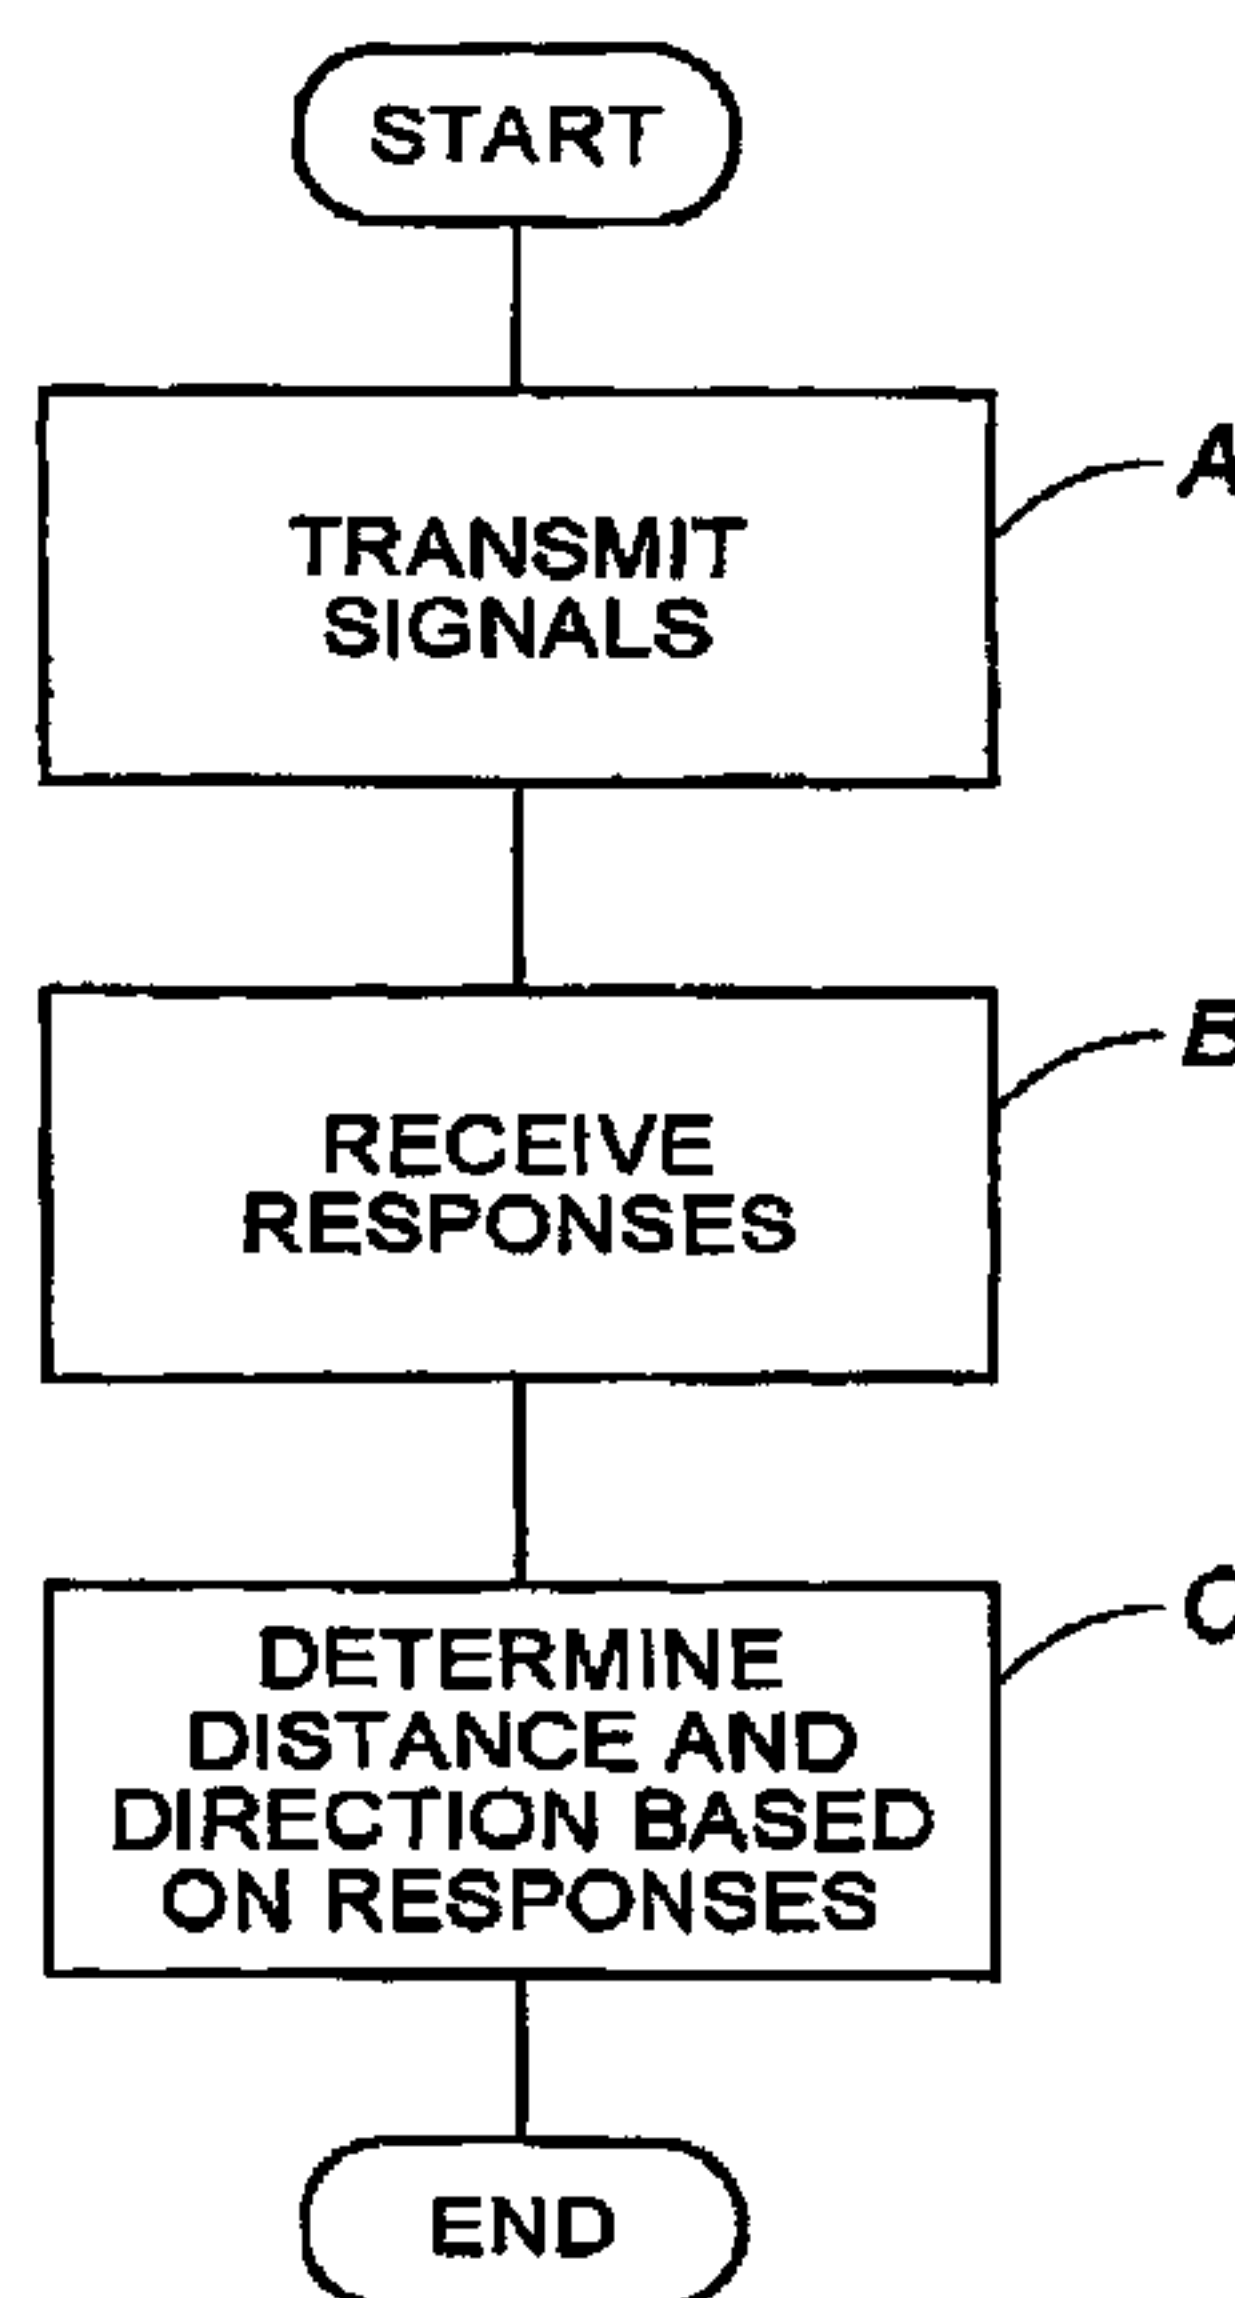 START
TRANSMIT
SIGNALS
A
RECEIVE
RESPONSES
B
DETERMINE
DISTANCE AND
DIRECTION BASED
ON RESPONSES
C
END